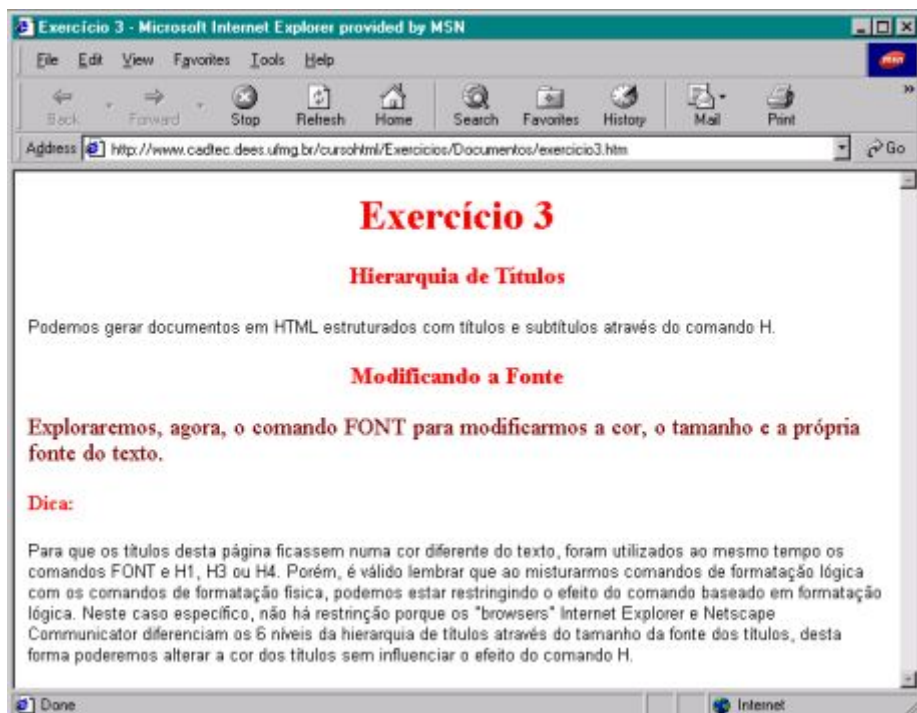 Exercício 3 - Microsoft Internet Explorer provided by MSN
File Edit View Favorites Tools Help
msn
Back Forward Stop Refresh Home Search Favorites History Mail Print »
Address http://www.cadtec.dees.ufmg.br/cursohtml/Exercicios/Documentos/exercicio3.htm Go
Exercício 3
Hierarquia de Títulos
Podemos gerar documentos em HTML estruturados com títulos e subtítulos através do comando H.
Modificando a Fonte
Exploraremos, agora, o comando FONT para modificarmos a cor, o tamanho e a própria
fonte do texto.
Dica:
Para que os títulos desta página ficassem numa cor diferente do texto, foram utilizados ao mesmo tempo os
comandos FONT e H1, H3 ou H4. Porém, é válido lembrar que ao misturarmos comandos de formatação lógica
com os comandos de formatação física, podemos estar restringindo o efeito do comando baseado em formatação
lógica. Neste caso específico, não há restrinção porque os "browsers" Internet Explorer e Netscape
Communicator diferenciam os 6 níveis da hierarquia de títulos através do tamanho da fonte dos títulos, desta
forma poderemos alterar a cor dos títulos sem influenciar o efeito do comando H.
Done Internet